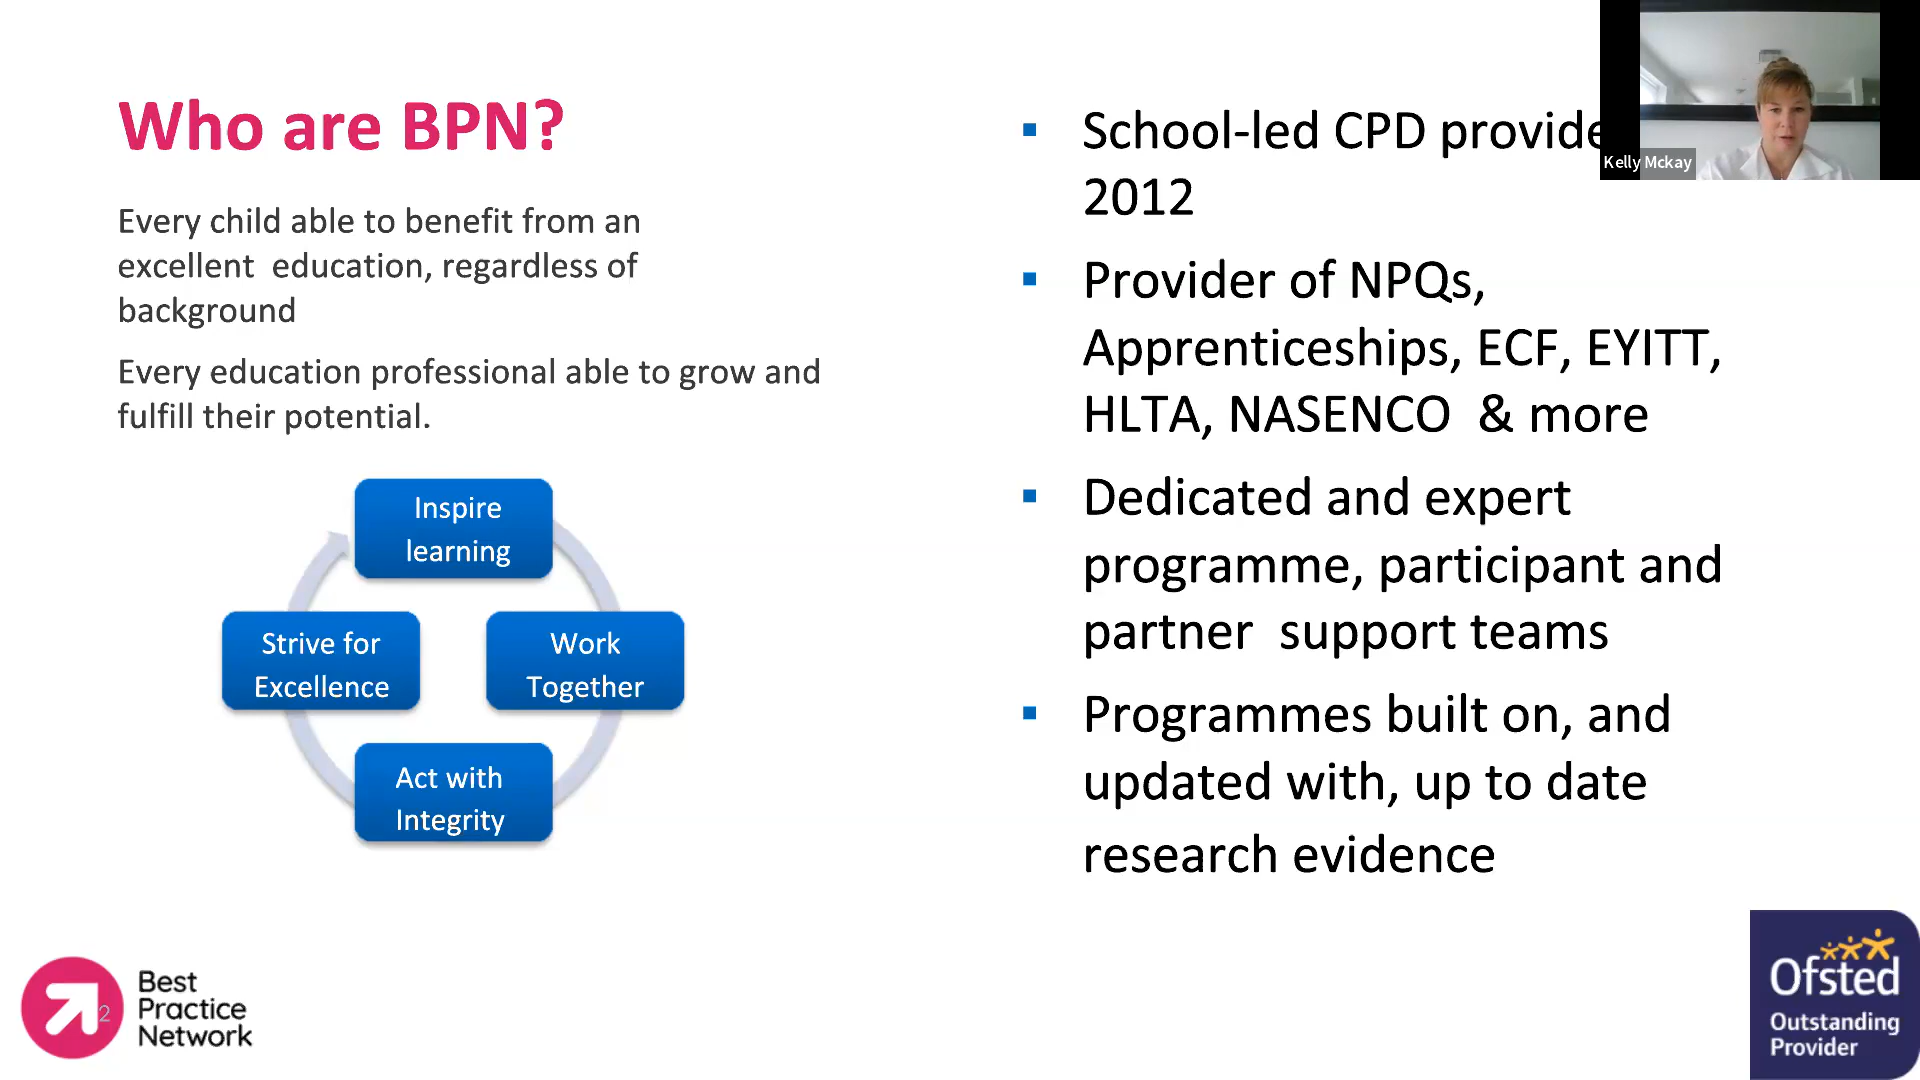 Who are BPN?
Every child able to benefit from an
excellent education, regardless of
background
Every education professional able to grow and
fulfill their potential.
Inspire
learning
Strive for
Excellence
Work
Together
Act with
Integrity
School-led CPD
2012
Provider of NPQs,
Apprenticeships, ECF, EYITT,
HLTA, NASENCO & more
Dedicated and expert
programme, participant and
partner support teams
Programmes built on, and
updated with, up to date
research evidence
Kelly Mckay
2
Best
Practice
Network
Ofsted
Outstanding
Provider